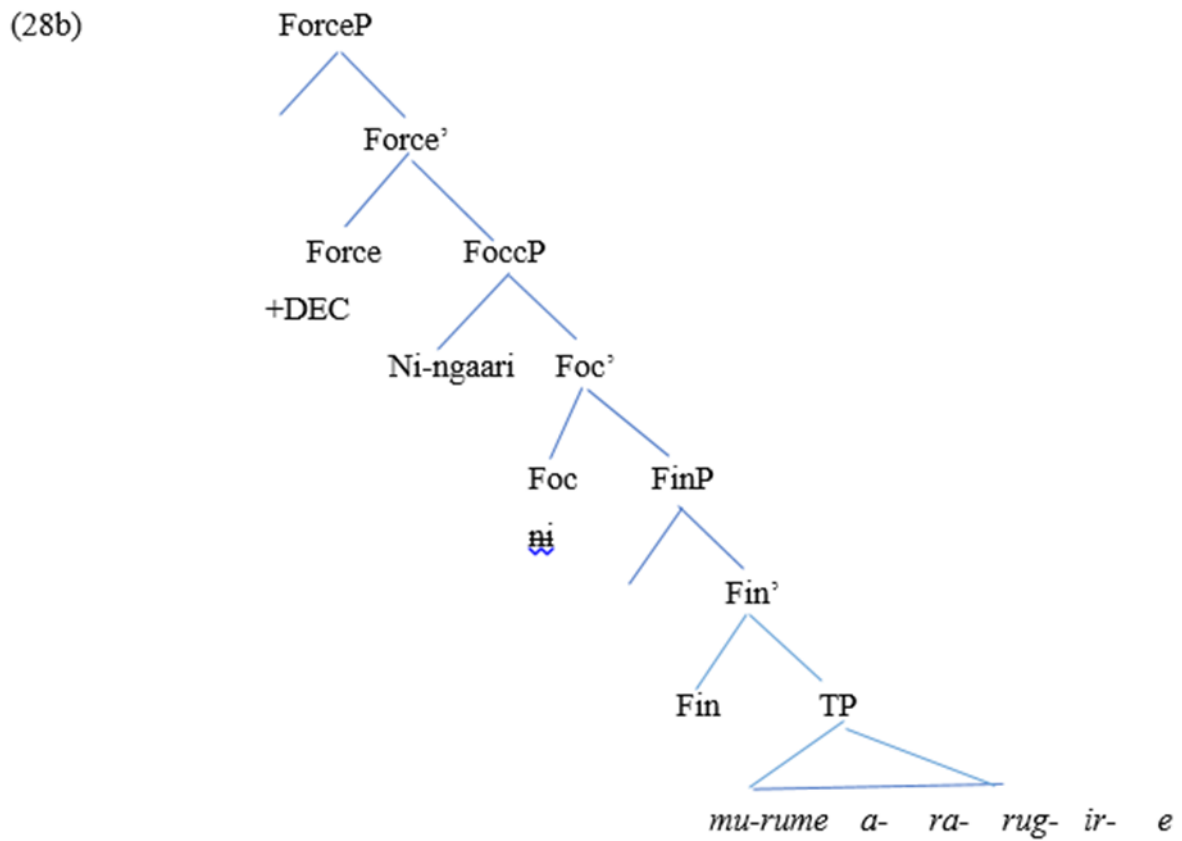 (28b) ForceP
Force’
Force FoccP
+DEC
Ni-ngaari Foc’
Foc FinP
ni
Fin’
Fin TP
mu-rume a- ra- rug- ir- e